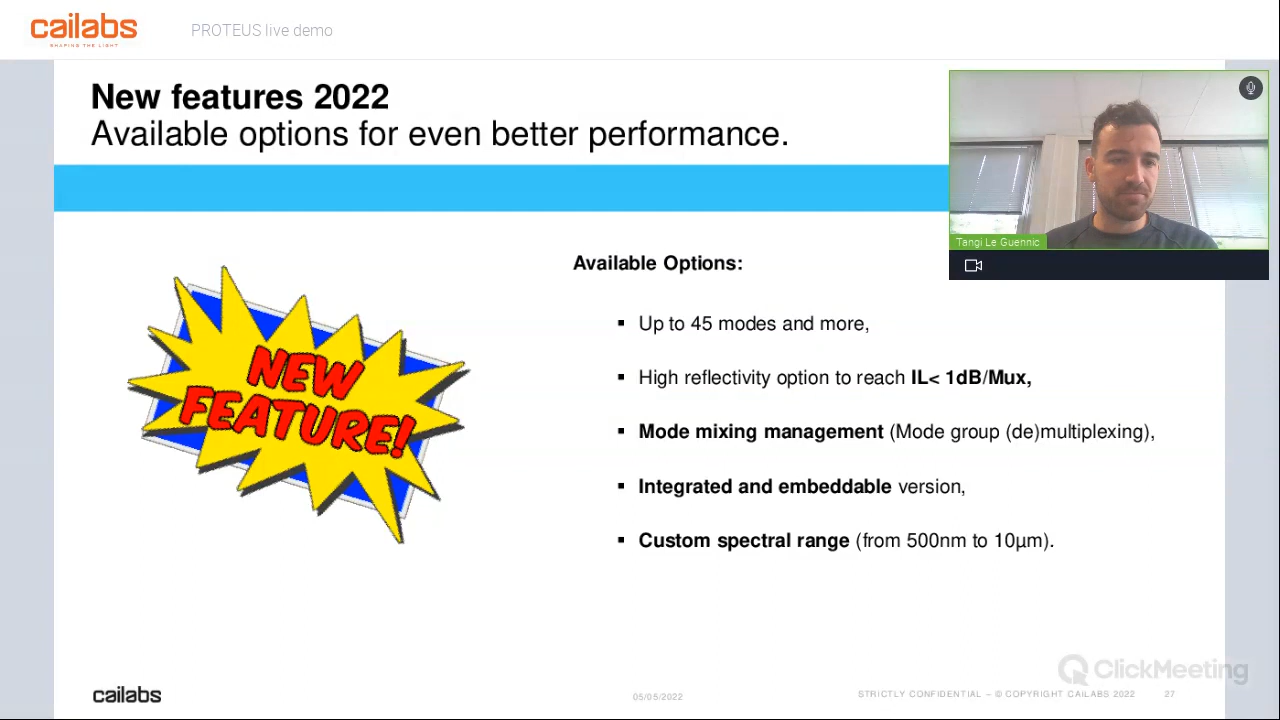 cailabs
SHAPING THE LIGHT
PROTEUS live demo
New features 2022
Available options for even better performance.
Tangi Le Guennic
NEW
FEATURE!
Available Options:
▪ Up to 45 modes and more,
▪ High reflectivity option to reach IL< 1dB/Mux,
▪ Mode mixing management (Mode group (de)multiplexing),
▪ Integrated and embeddable version,
▪ Custom spectral range (from 500nm to 10µm).
ClickMeeting
cailabs
05/05/2022
STRICTLY CONFIDENTIAL – © COPYRIGHT CAILABS 2022
27